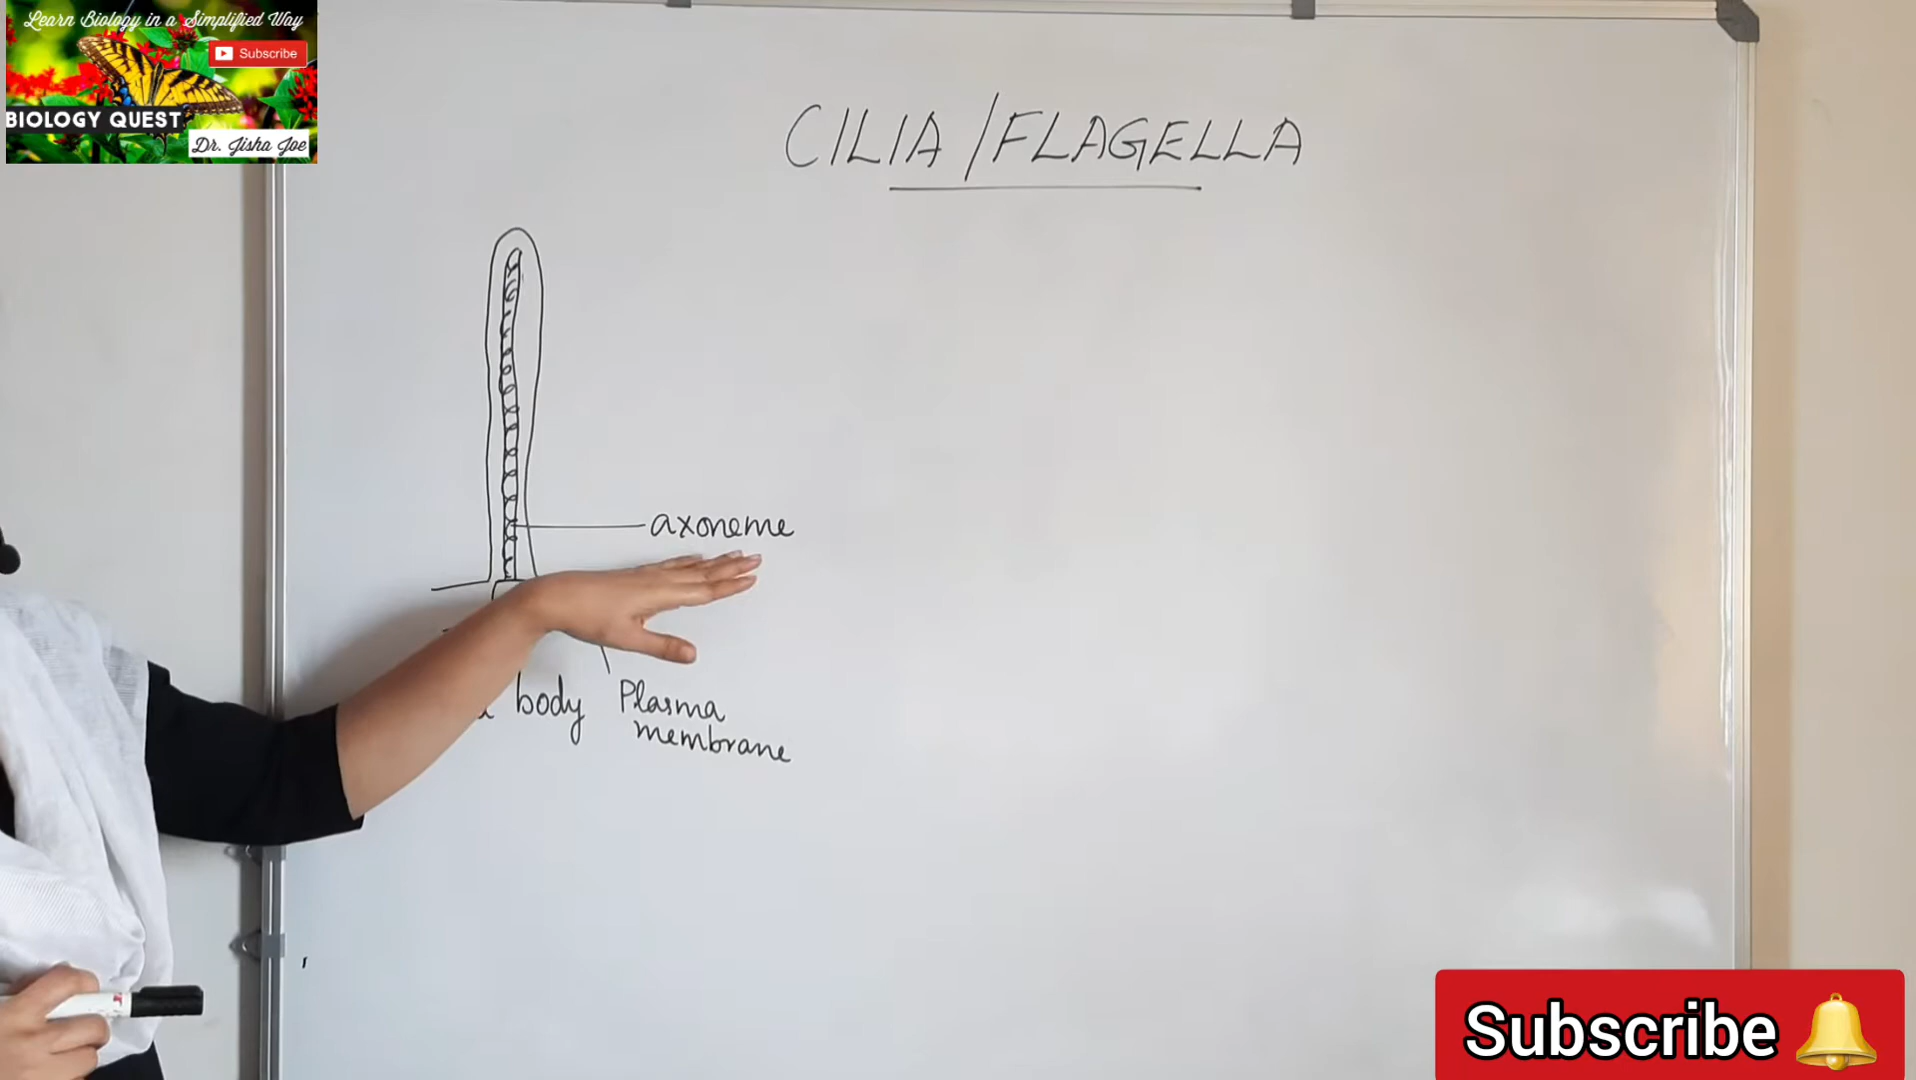 Learn Biology in a Simplified Way
Subscribe
BIOLOGY QUEST
Dr. Jisha Joe
CILIA / FLAGELLA
axoneme
body
Plasma
membrane
Subscribe